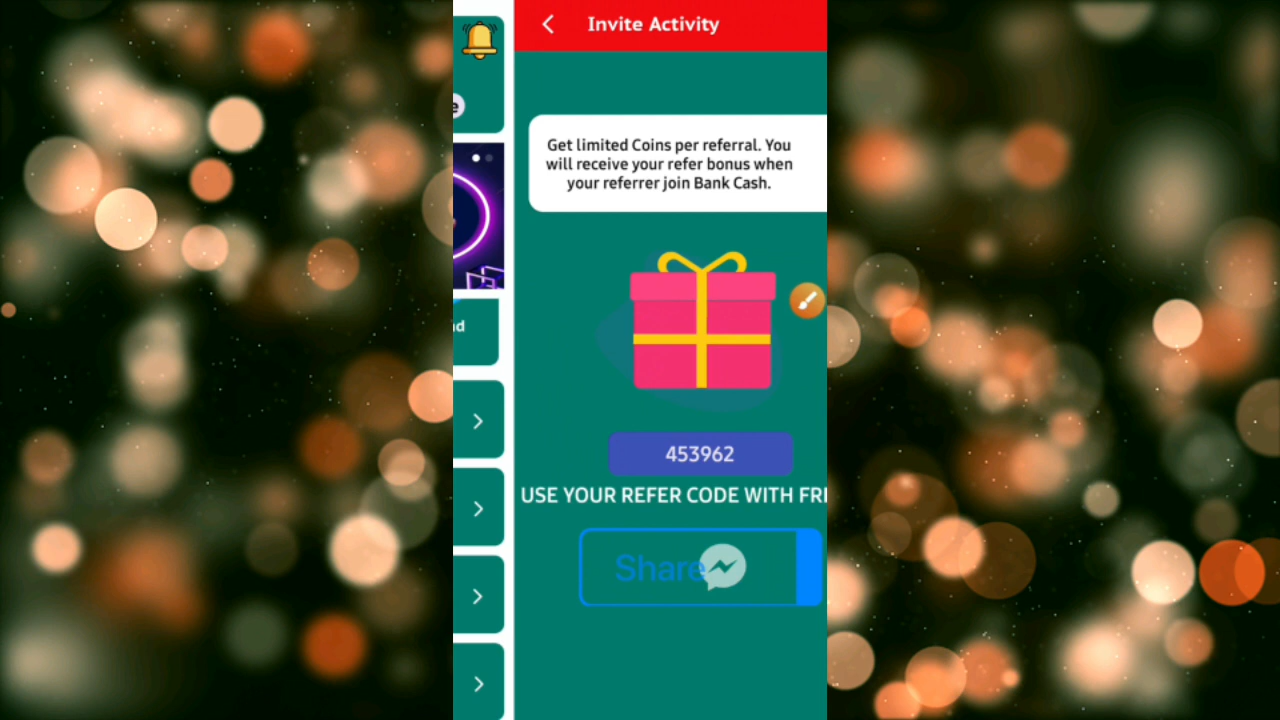 Invite Activity
e
Get limited Coins per referral. You
will receive your refer bonus when
your referrer join Bank Cash.
453962
USE YOUR REFER CODE WITH FRI
Share